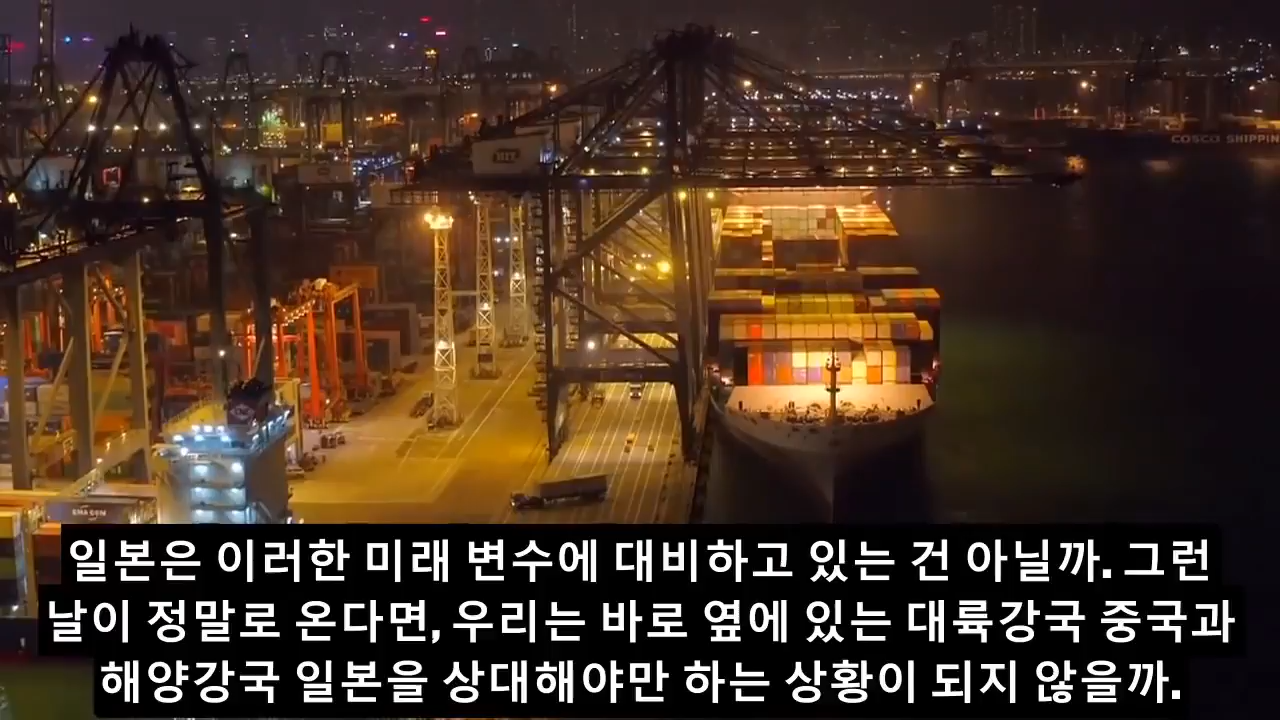 HIT
COSCO SHIPPIN
일본은 이러한 미래 변수에 대비하고 있는 건 아닐까. 그런
날이 정말로 온다면, 우리는 바로 옆에 있는 대륙강국 중국과
해양강국 일본을 상대해야만 하는 상황이 되지 않을까.